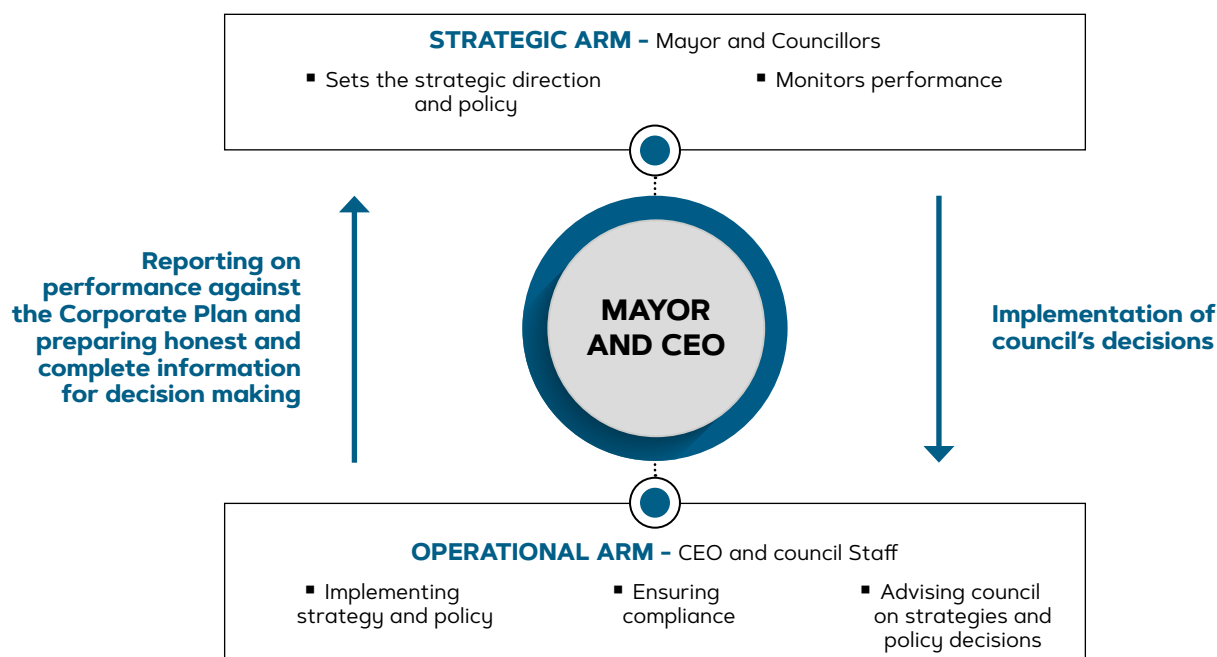 STRATEGIC ARM – Mayor and Councillors
▪ Sets the strategic direction
and policy
▪ Monitors performance
Reporting on
performance against
the Corporate Plan and
preparing honest and
complete information
for decision making
MAYOR
AND CEO
Implementation of
council’s decisions
OPERATIONAL ARM – CEO and council Staff
▪ Implementing
strategy and policy
▪ Ensuring
compliance
▪ Advising council
on strategies and
policy decisions